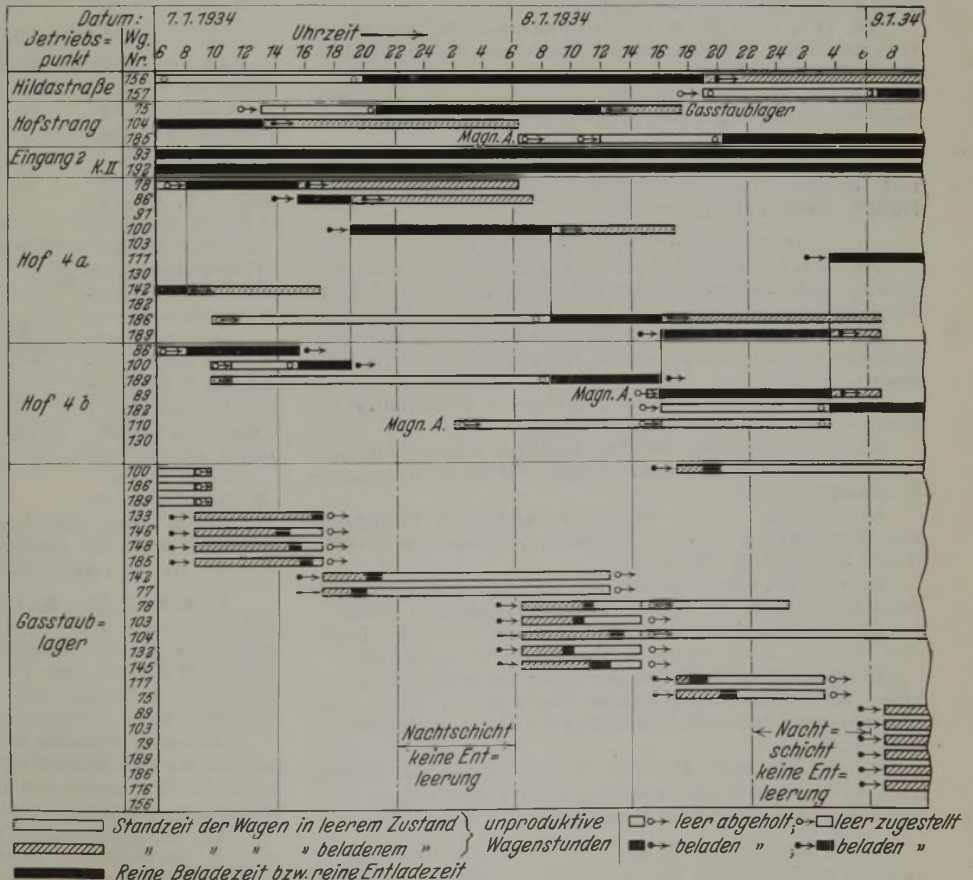 Datum: 7.1.1934 8.1.1934 9.1.34
Betriebs= Wg. Uhrzeit
punkt Nr. 6 8 10 12 14 16 18 20 22 24 2 4 6 8 10 12 14 16 18 20 22 24 2 4 6 8
Hildastraße 156
157
75 Gasstaublager
Hofstrang 104
185 Magn. A.
Eingang 2 K.II 93
192
78
86
91
100
103
Hof 4a 111
130
142
182
186
189
86
100
189
Hof 4b 89 Magn. A.
182
110 Magn. A.
130
100
186
189
133
146
148
185
142
77
78
Gasstaub= 103
lager 104
132
145
117
75
89
103
79
189
186
116
156
Nachtschicht
keine Ent=
leerung
Nacht=
schicht
keine Ent=
leerung
Standzeit der Wagen in leerem Zustand unproduktive leer abgeholt; leer zugestellt
" " " " beladenem " Wagenstunden beladen " ; beladen "
Reine Beladezeit bzw. reine Entladezeit